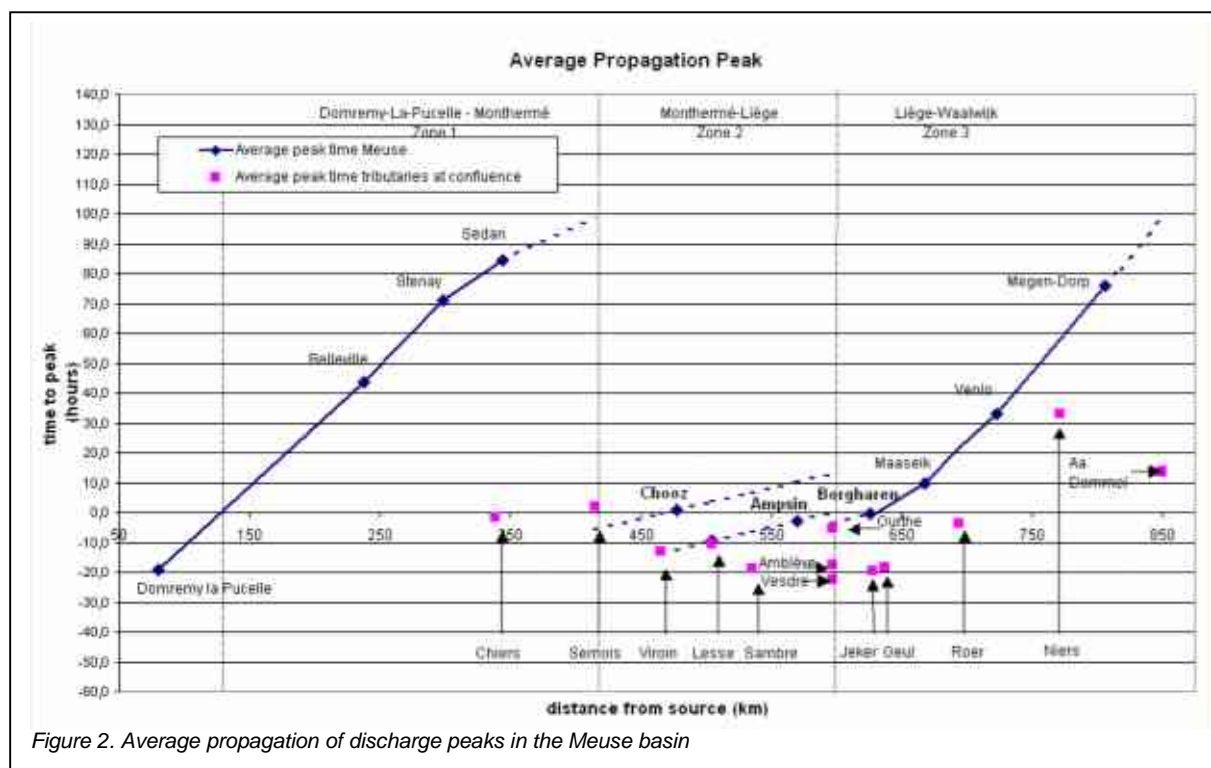 Average Propagation Peak
Domremy-La-Pucelle - Monthermé
Zone 1
Monthermé-Liège
Zone 2
Liège-Waalwijk
Zone 3
Average peak time Meuse
Average peak time tributaries at confluence
140,0
130,0
120,0
110,0
100,0
90,0
80,0
70,0
60,0
50,0
40,0
30,0
20,0
10,0
0,0
-10,0
-20,0
-30,0
-40,0
-50,0
-60,0
time to peak
(hours)
50
150
250
350
450
550
650
750
850
Domremy la Pucelle
Belleville
Stenay
Sedan
Chooz
Ampsin
Borgharen
Maaseik
Venlo
Megen-Dorp
Ourthe
Amblève
Vesdre
Aa
Dommel
Chiers
Semois
Viroin
Lesse
Sambre
Jeker
Geul
Roer
Niers
distance from source (km)
Figure 2. Average propagation of discharge peaks in the Meuse basin